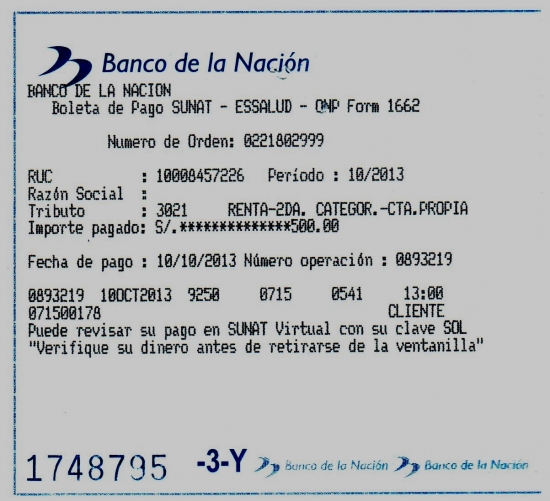 Banco de la Nación
BANCO DE LA NACION
Boleta de Pago SUNAT - ESSALUD - ONP Form 1662
Numero de Orden: 0221802999
RUC : 10008457226 Período : 10/2013
Razón Social :
Tributo : 3021 RENTA-2DA. CATEGOR.-CTA.PROPIA
Importe pagado: S/.**************500.00
Fecha de pago : 10/10/2013 Número operación : 0893219
0893219 10OCT2013 9250 0715 0541 13:00
071500178 CLIENTE
Puede revisar su pago en SUNAT Virtual con su clave SOL
"Verifique su dinero antes de retirarse de la ventanilla"
1748795 -3-Y Banco de la Nación Banco de la Nación